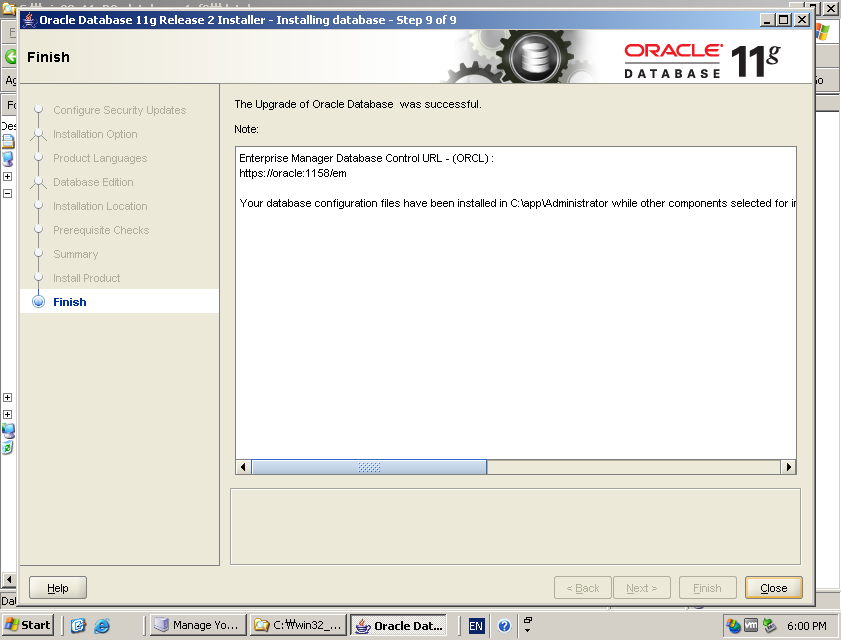 Oracle Database 11g Release 2 Installer - Installing database - Step 9 of 9
Finish
ORACLE
DATABASE 11g
Configure Security Updates
Installation Option
Product Languages
Database Edition
Installation Location
Prerequisite Checks
Summary
Install Product
Finish
The Upgrade of Oracle Database was successful.
Note:
Enterprise Manager Database Control URL - (ORCL) :
https://oracle:1158/em
Your database configuration files have been installed in C:\app\Administrator while other components selected for
Help
< Back
Next >
Finish
Close
Start
Manage Yo...
C:₩win32_...
Oracle Dat...
EN
6:00 PM